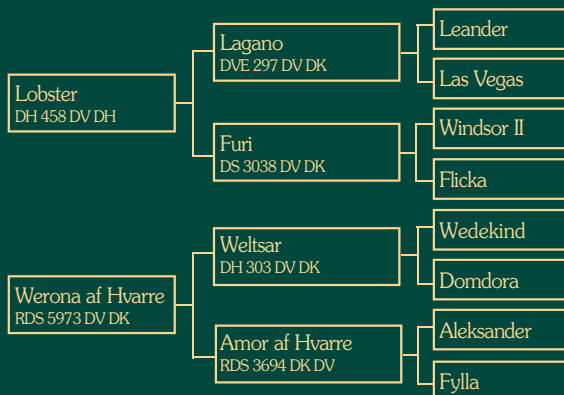 Lobster
DH 458 DV DH
Lagano
DVE 297 DV DK
Leander
Las Vegas
Furi
DS 3038 DV DK
Windsor II
Flicka
Werona af Hvarre
RDS 5973 DV DK
Weltsar
DH 303 DV DK
Wedekind
Domdora
Amor af Hvarre
RDS 3694 DK DV
Aleksander
Fylla